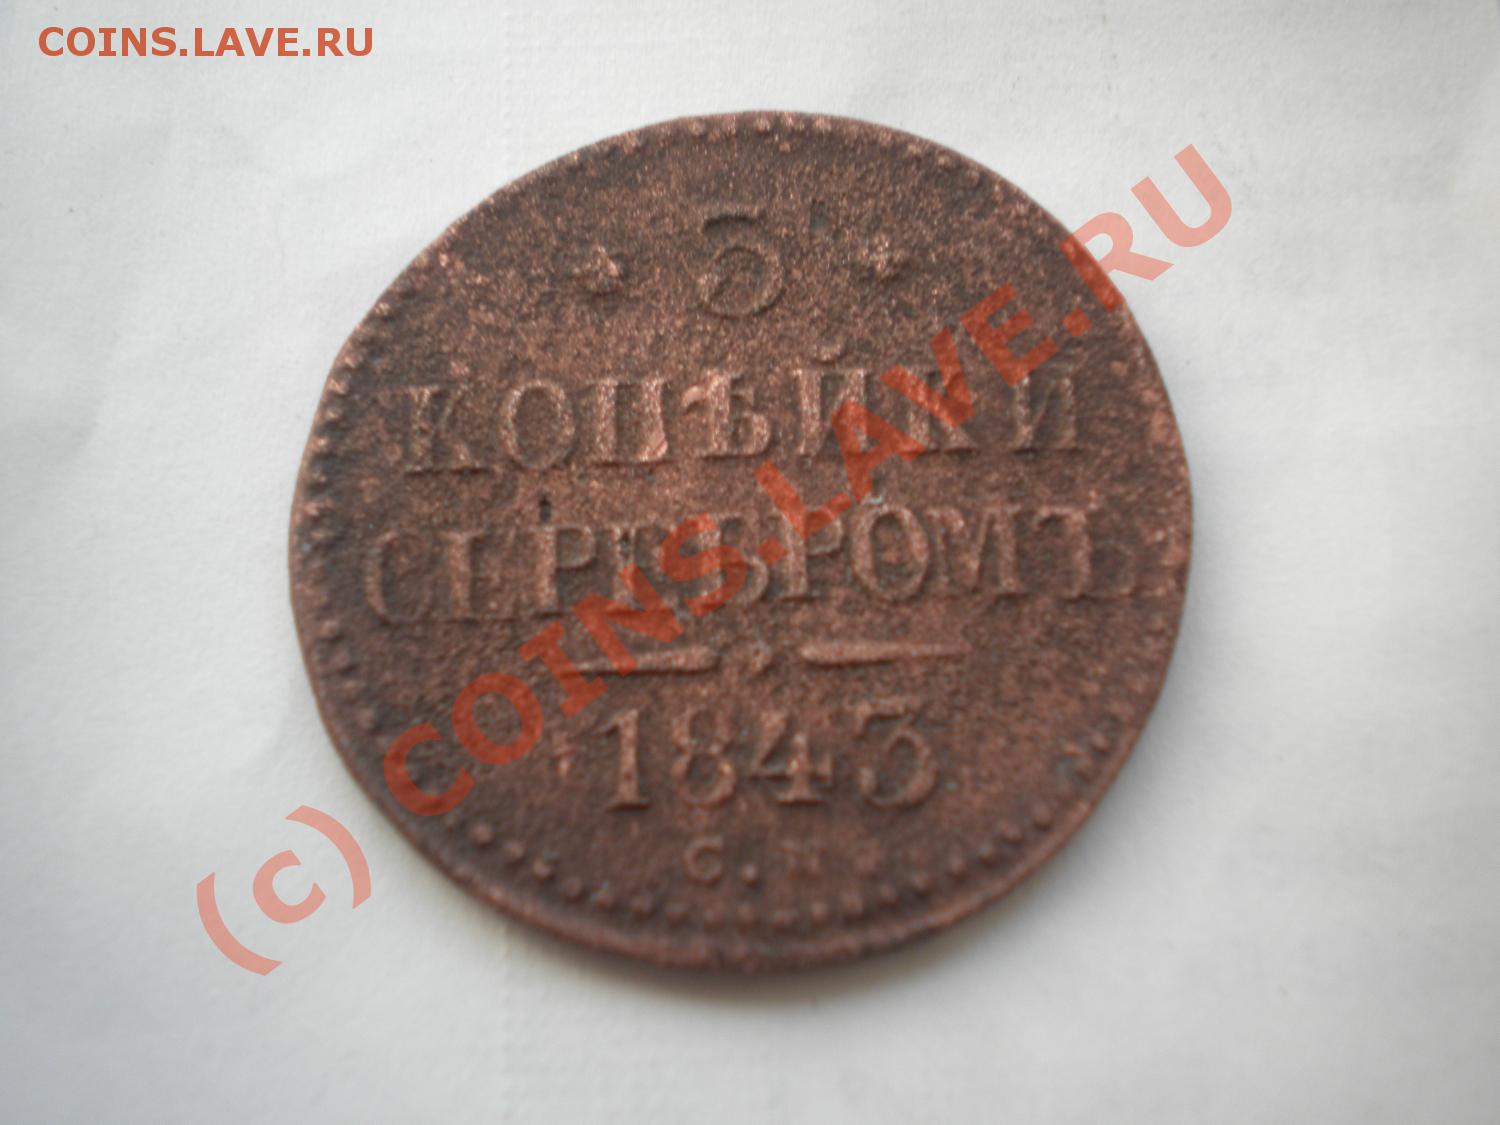 COINS.LAVE.RU
3
КОПѢЙКИ
СЕРЕБРОМЪ
1843
С.М
(c) COINS.LAVE.RU